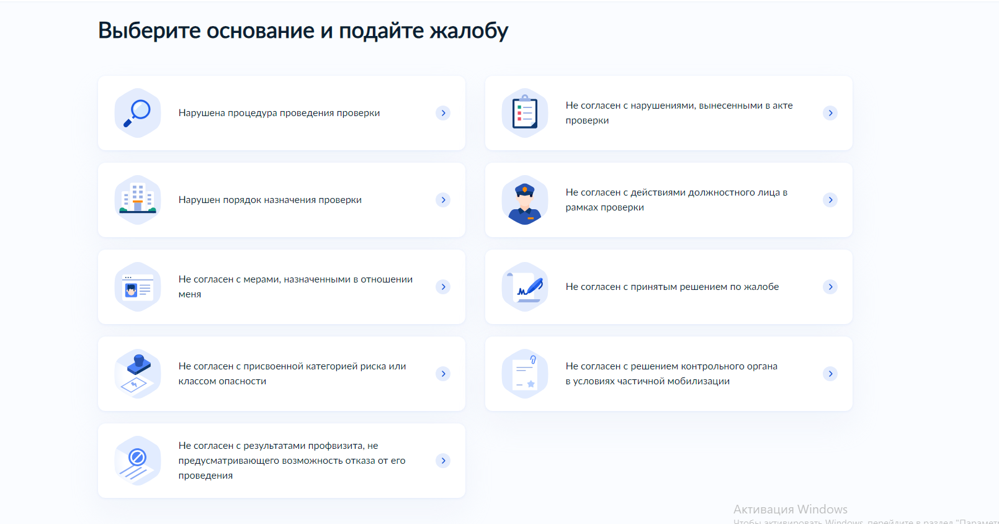 Выберите основание и подайте жалобу
Нарушена процедура проведения проверки
Не согласен с нарушениями, вынесенными в акте
проверки
Нарушен порядок назначения проверки
Не согласен с действиями должностного лица в
рамках проверки
Не согласен с мерами, назначенными в отношении
меня
Не согласен с принятым решением по жалобе
Не согласен с присвоенной категорией риска или
классом опасности
Не согласен с решением контрольного органа
в условиях частичной мобилизации
Не согласен с результатами профвизита, не
предусматривающего возможность отказа от его
проведения
Активация Windows
Чтобы активировать Windows, перейдите в раздел "Парамет